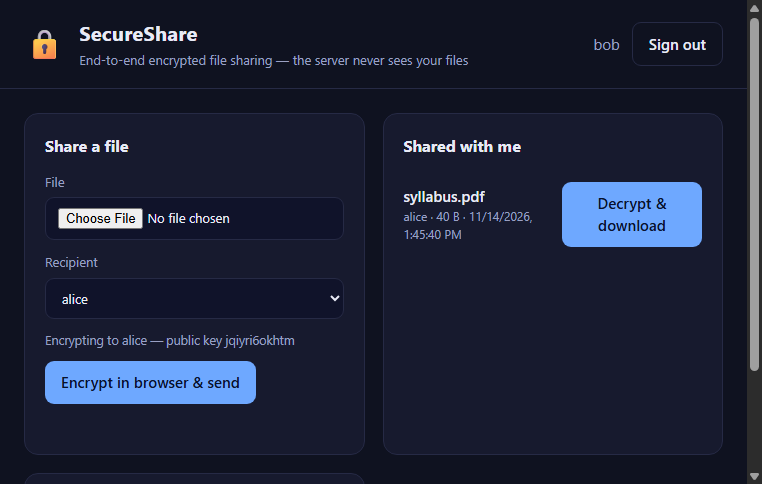 SecureShare
End-to-end encrypted file sharing — the server never sees your files
bob
Sign out
Share a file
File
Choose File No file chosen
Recipient
alice
Encrypting to alice — public key jqiyri6okhtm
Encrypt in browser & send
Shared with me
syllabus.pdf
alice · 40 B · 11/14/2026,
1:45:40 PM
Decrypt &
download